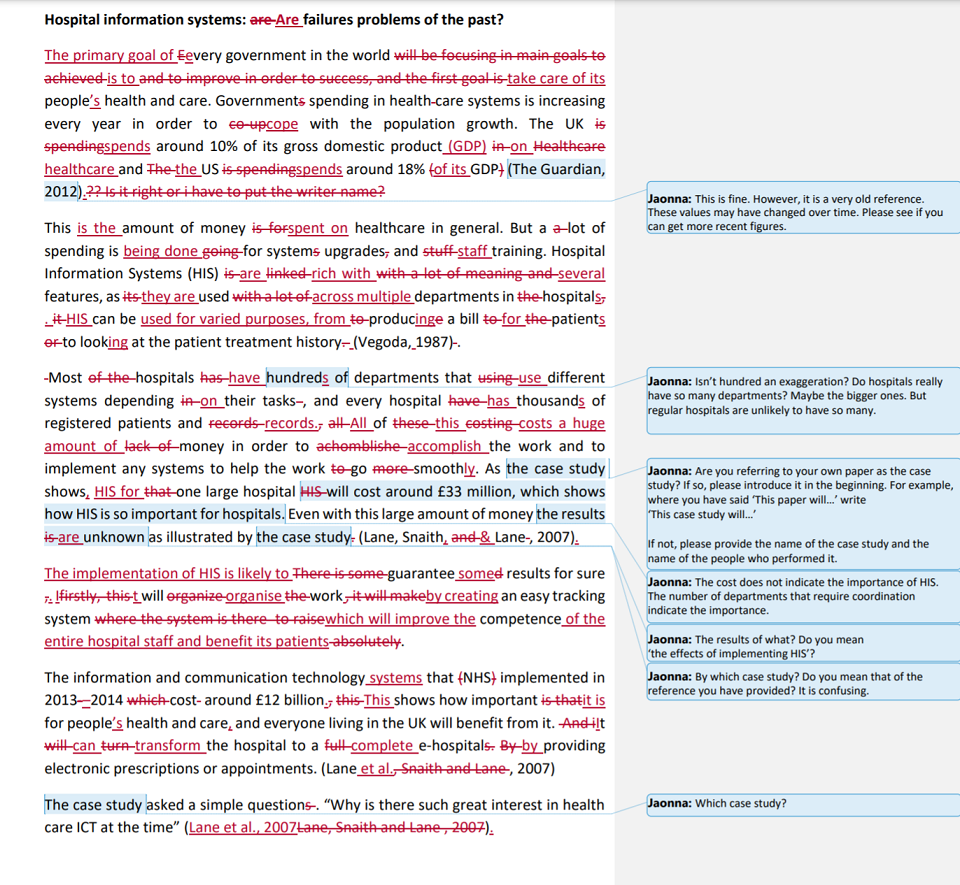 Hospital information systems: are Are failures problems of the past?
The primary goal of Eevery government in the world will be focusing in main goals to
achieved is to and to improve in order to success, and the first goal is take care of its
people's health and care. Governments spending in health-care systems is increasing
every year in order to co-upcope with the population growth. The UK is
spendingspends around 10% of its gross domestic product (GDP) in on Healthcare
healthcare and The the US is spendingspends around 18% (of its GDP) (The Guardian,
2012).?? Is it right or i have to put the writer name?
Jaonna: This is fine. However, it is a very old reference.
These values may have changed over time. Please see if you
can get more recent figures.
This is the amount of money is forspent on healthcare in general. But a a lot of
spending is being done going for systems upgrades, and stuff staff training. Hospital
Information Systems (HIS) is are linked rich with with a lot of meaning and several
features, as its they are used with a lot of across multiple departments in the hospitals,
. it HIS can be used for varied purposes, from to producinge a bill to for the patients
or to looking at the patient treatment history. (Vegoda, 1987) .
-Most of the hospitals has have hundreds of departments that using use different
systems depending in on their tasks , and every hospital have has thousands of
registered patients and records records., all All of these this costing costs a huge
amount of lack of money in order to achomblishe accomplish the work and to
implement any systems to help the work to go more smoothly. As the case study
shows, HIS for that one large hospital HIS will cost around £33 million, which shows
how HIS is so important for hospitals. Even with this large amount of money the results
is are unknown as illustrated by the case study. (Lane, Snaith, and & Lane , 2007).
Jaonna: Isn't hundred an exaggeration? Do hospitals really
have so many departments? Maybe the bigger ones. But
regular hospitals are unlikely to have so many.
Jaonna: Are you referring to your own paper as the case
study? If so, please introduce it in the beginning. For example,
where you have said 'This paper will…' write
'This case study will…'
If not, please provide the name of the case study and the
name of the people who performed it.
The implementation of HIS is likely to There is some guarantee somed results for sure
,. Ifirstly, this t will organize organise the work, it will makeby creating an easy tracking
system where the system is there to raisewhich will improve the competence of the
entire hospital staff and benefit its patients absolutely.
Jaonna: The cost does not indicate the importance of HIS.
The number of departments that require coordination
indicate the importance.
Jaonna: The results of what? Do you mean
'the effects of implementing HIS'?
Jaonna: By which case study? Do you mean that of the
reference you have provided? It is confusing.
The information and communication technology systems that (NHS) implemented in
2013- –2014 which cost around £12 billion., this This shows how important is thatit is
for people's health and care, and everyone living in the UK will benefit from it. And iIt
will can turn transform the hospital to a full complete e-hospitals. By by providing
electronic prescriptions or appointments. (Lane et al., Snaith and Lane , 2007)
The case study asked a simple questions . "Why is there such great interest in health
care ICT at the time" (Lane et al., 2007Lane, Snaith and Lane , 2007).
Jaonna: Which case study?